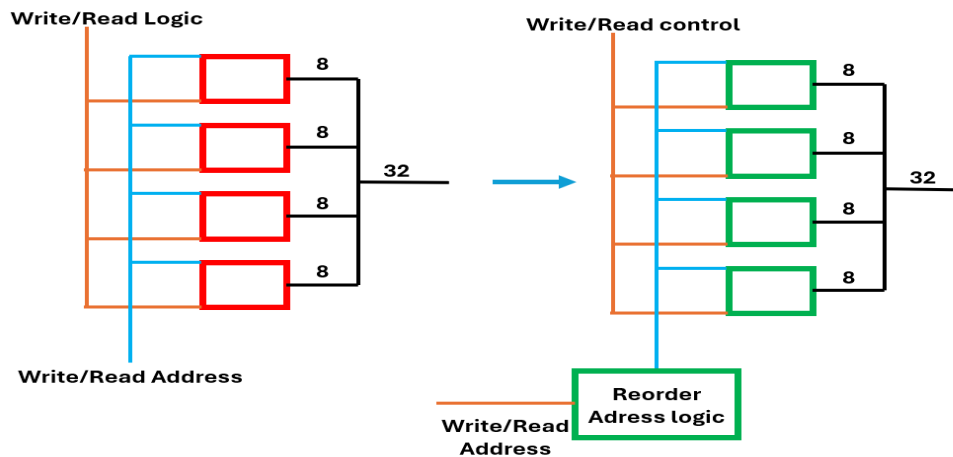 Write/Read Logic
8
8
8
8
32
Write/Read Address
Write/Read control
8
8
8
8
32
Reorder
Adress logic
Write/Read
Address